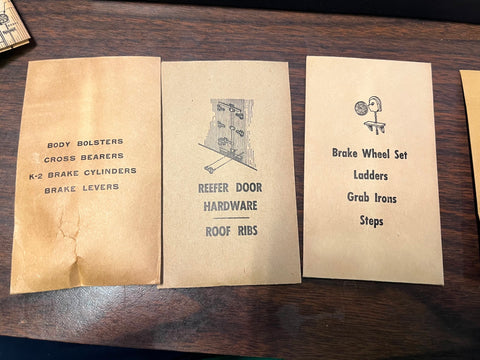 BODY BOLSTERS
CROSS BEARERS
K-2 BRAKE CYLINDERS
BRAKE LEVERS
REEFER DOOR
HARDWARE
ROOF RIBS
Brake Wheel Set
Ladders
Grab Irons
Steps